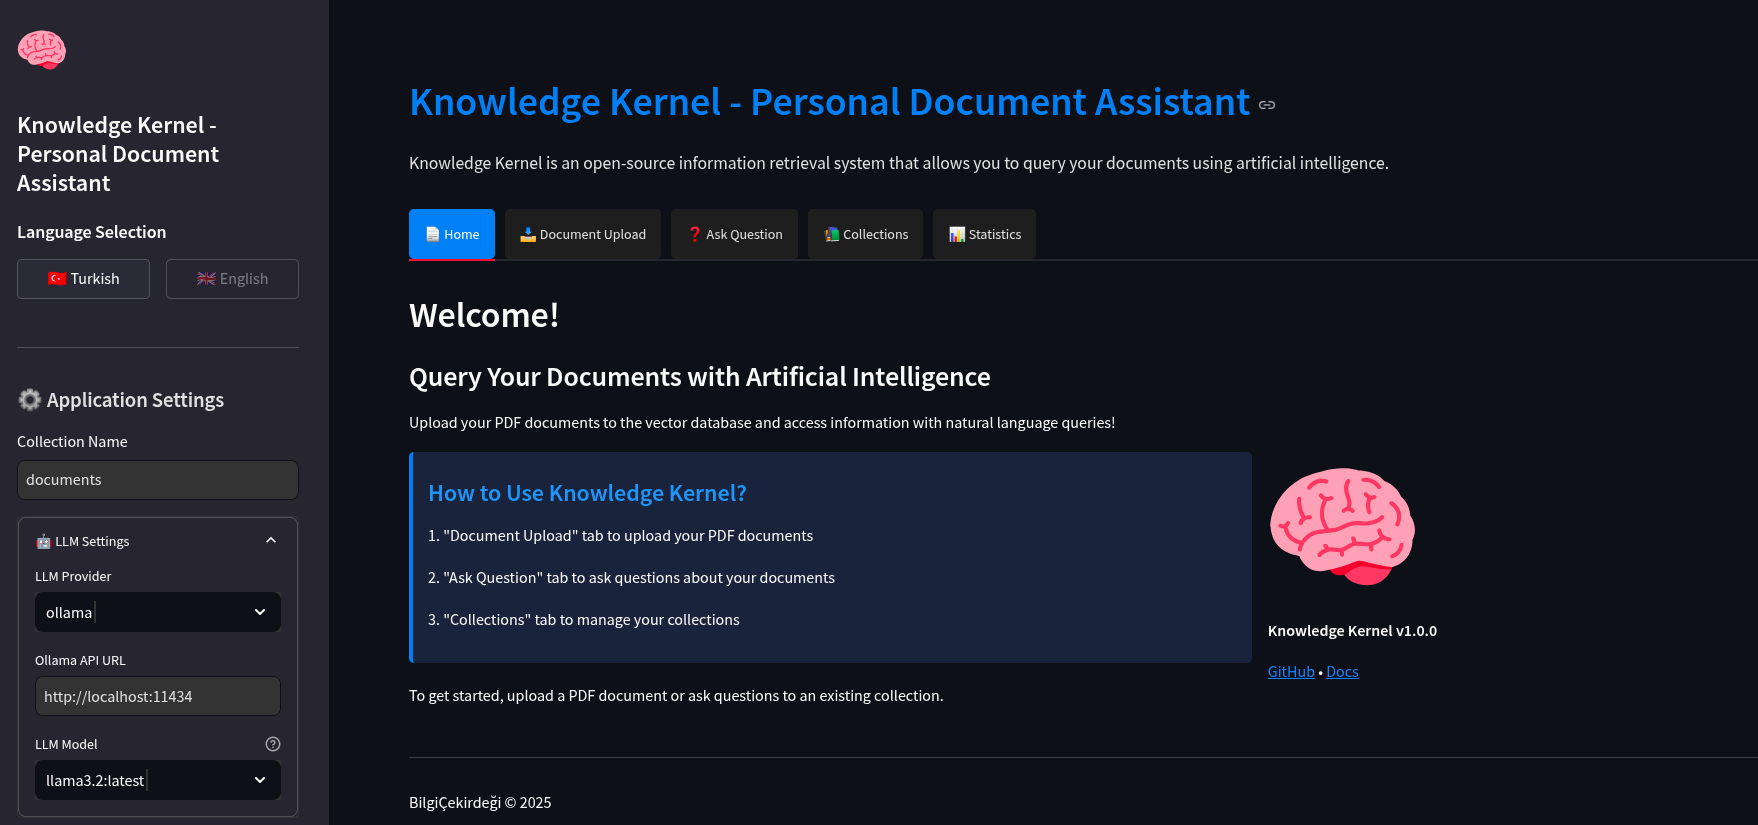 Knowledge Kernel -
Personal Document
Assistant
Language Selection
Turkish
English
Application Settings
Collection Name
documents
LLM Settings
LLM Provider
ollama
Ollama API URL
http://localhost:11434
LLM Model
llama3.2:latest
Knowledge Kernel - Personal Document Assistant
Knowledge Kernel is an open-source information retrieval system that allows you to query your documents using artificial intelligence.
Home
Document Upload
Ask Question
Collections
Statistics
Welcome!
Query Your Documents with Artificial Intelligence
Upload your PDF documents to the vector database and access information with natural language queries!
How to Use Knowledge Kernel?
1. "Document Upload" tab to upload your PDF documents
2. "Ask Question" tab to ask questions about your documents
3. "Collections" tab to manage your collections
Knowledge Kernel v1.0.0
GitHub • Docs
To get started, upload a PDF document or ask questions to an existing collection.
BilgiÇekirdeği © 2025